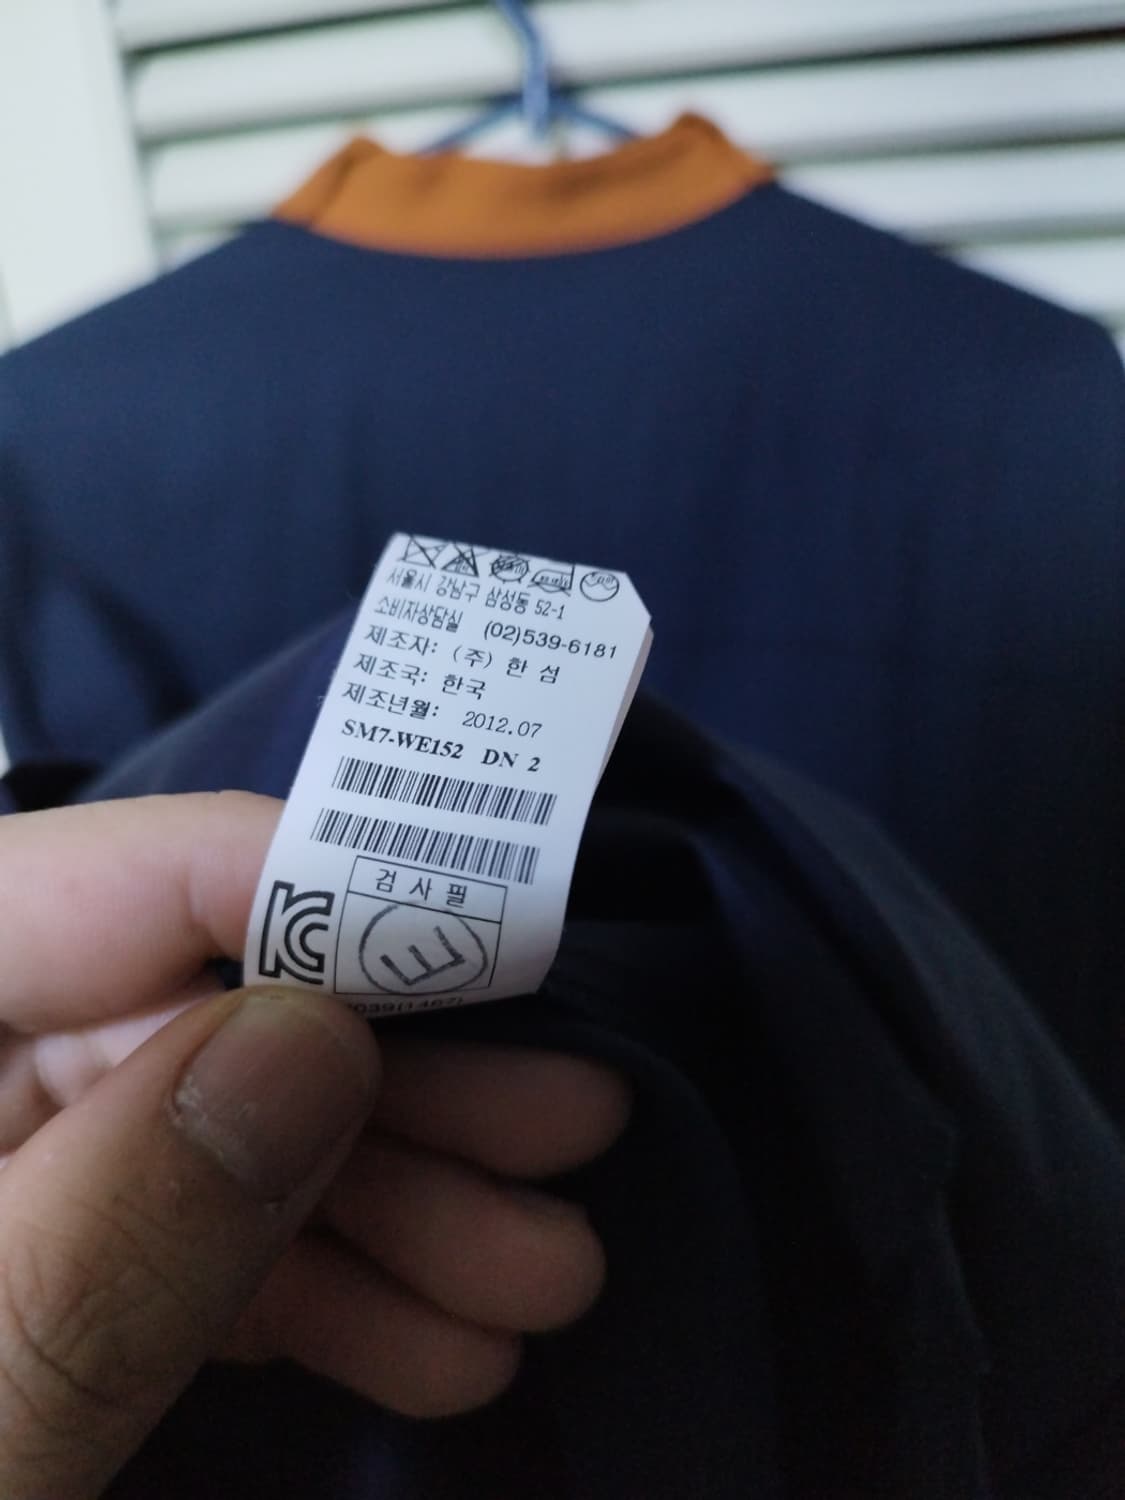 서울시 강남구 삼성동 52-1
소비자상담실 (02)539-6181
제조자: (주) 한 섬
제조국: 한국
제조년월: 2012.07
SM7-WE152 DN 2
검 사 필
KC
E